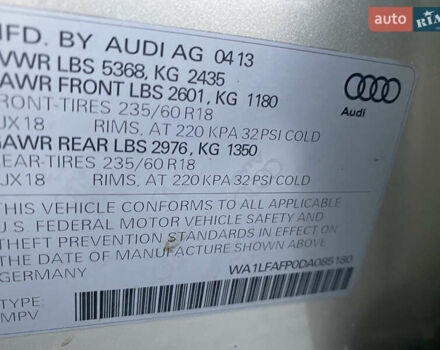 auto RIA
MFD. BY AUDI AG 04 13
GVWR LBS 5368, KG 2435
GAWR FRONT LBS 2601, KG 1180
FRONT-TIRES 235/60 R18
JX18 RIMS, AT 220 KPA 32 PSI COLD
GAWR REAR LBS 2976, KG 1350
REAR-TIRES 235/60 R18
JX18 RIMS, AT 220 KPA 32 PSI COLD
Audi
THIS VEHICLE CONFORMS TO ALL APPLICABLE
U.S. FEDERAL MOTOR VEHICLE SAFETY AND
THEFT PREVENTION STANDARDS IN EFFECT ON
THE DATE OF MANUFACTURE SHOWN ABOVE
GERMANY WA1LFAFP0DA085180
TYPE
MPV